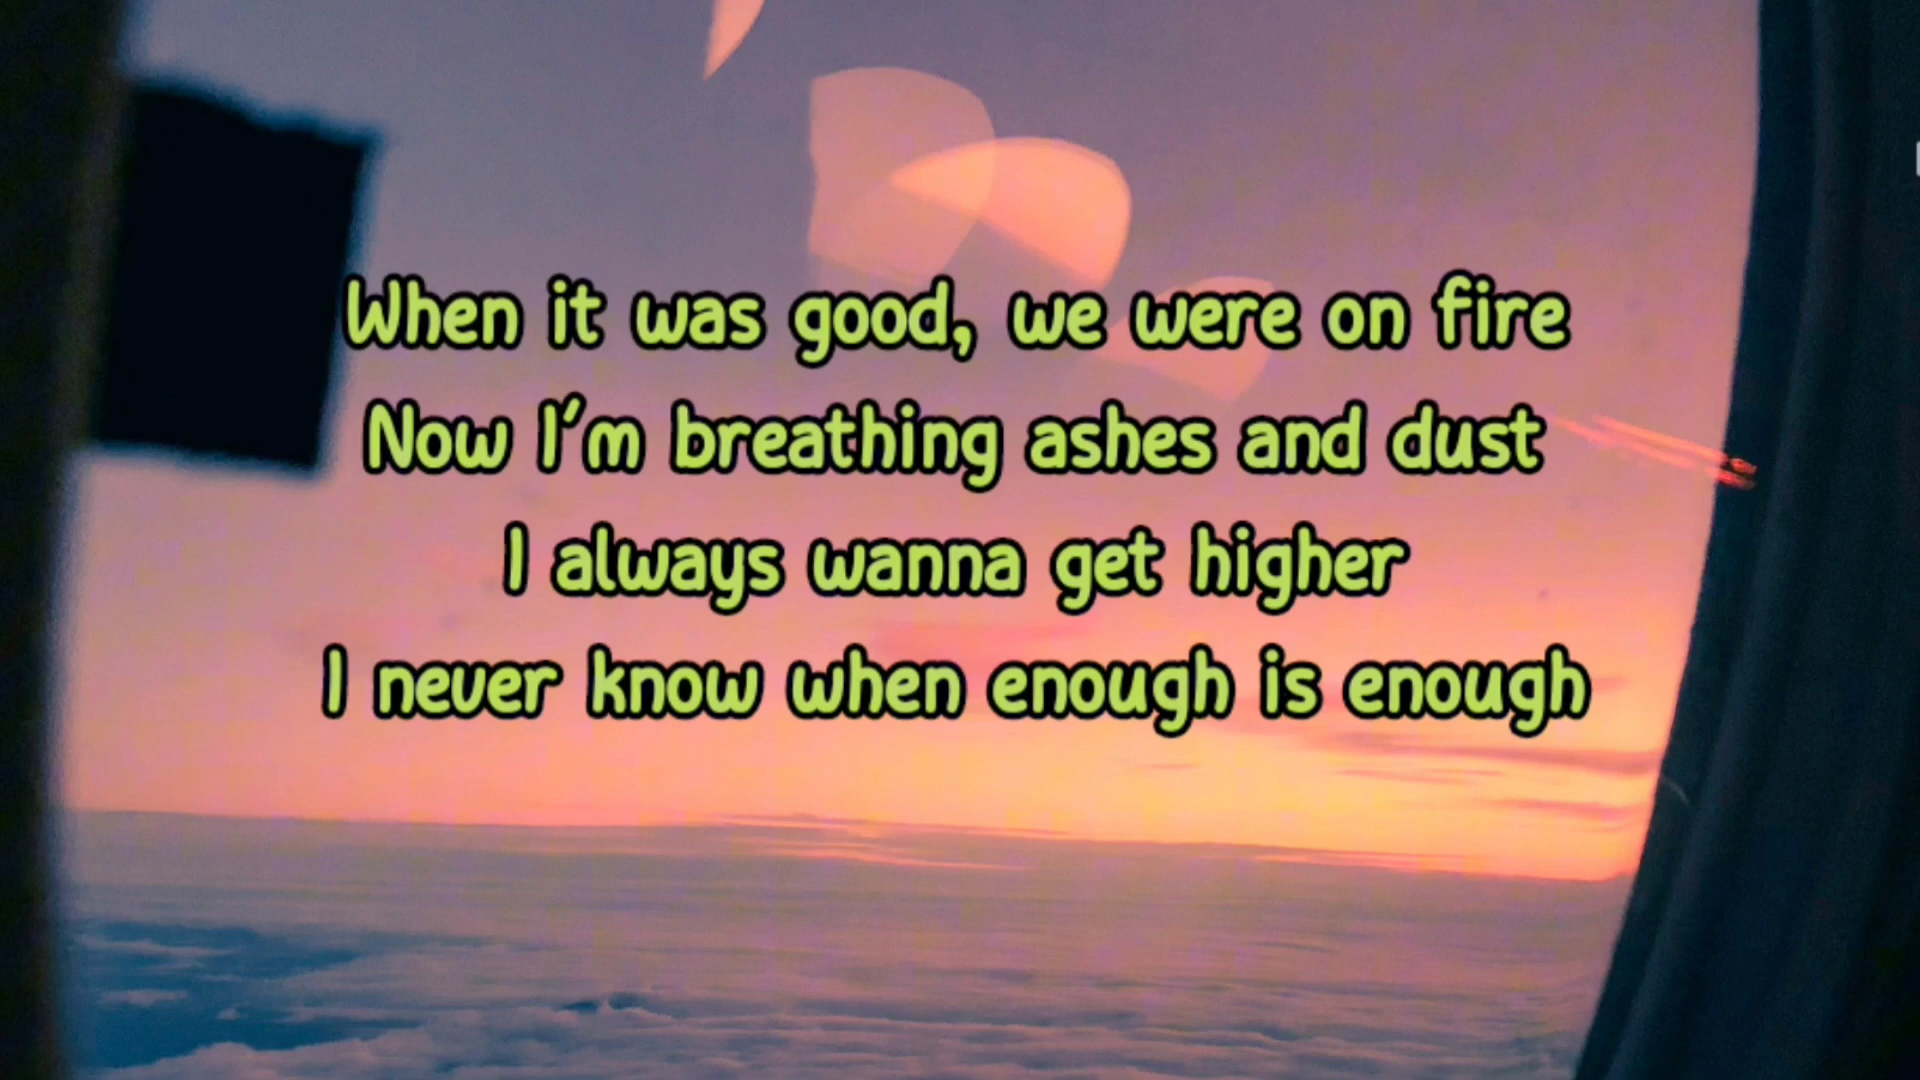 When it was good, we were on fire
Now I'm breathing ashes and dust
I always wanna get higher
I never know when enough is enough